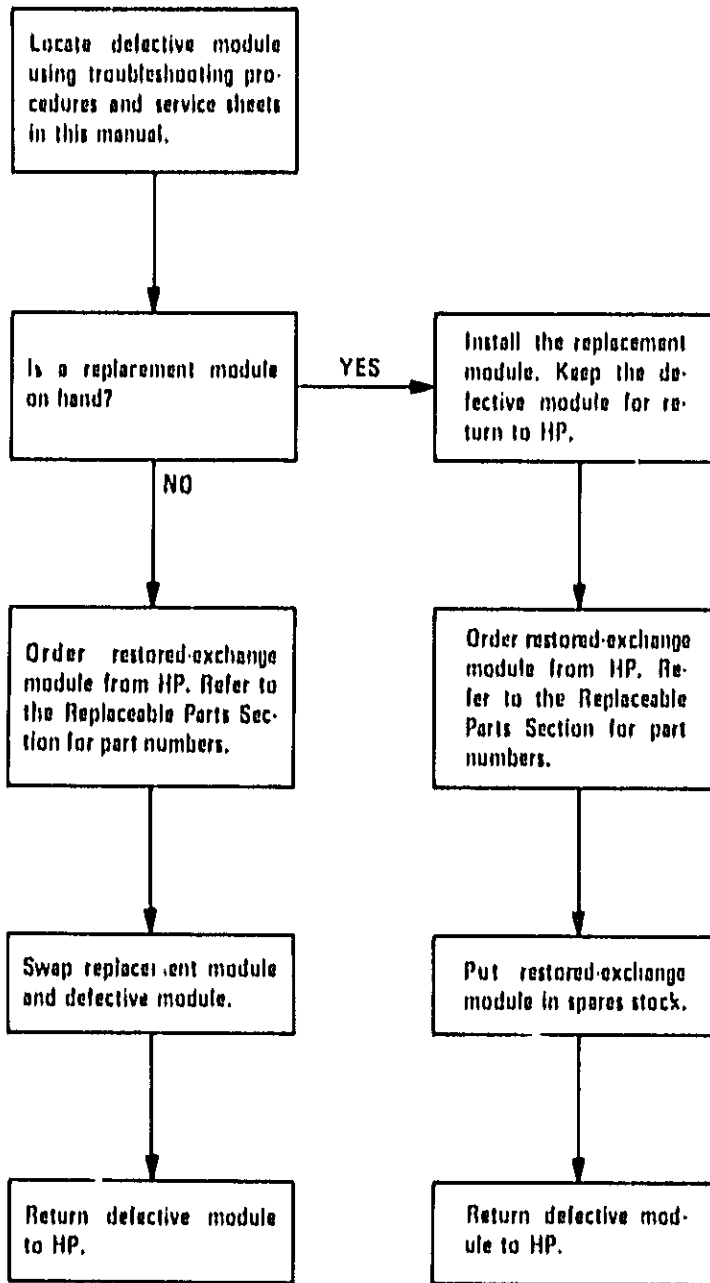 Locate defective module
using troubleshooting pro-
cedures and service sheets
in this manual.
Is a replacement module
on hand?
YES
Install the replacement
module. Keep the de-
fective module for re-
turn to HP.
NO
Order restored-exchange
module from HP. Refer to
the Replaceable Parts Sec-
tion for part numbers.
Order restored-exchange
module from HP. Re-
fer to the Replaceable
Parts Section for part
numbers.
Swap replacement module
and defective module.
Put restored-exchange
module in spares stock.
Return defective module
to HP.
Return defective mod-
ule to HP.